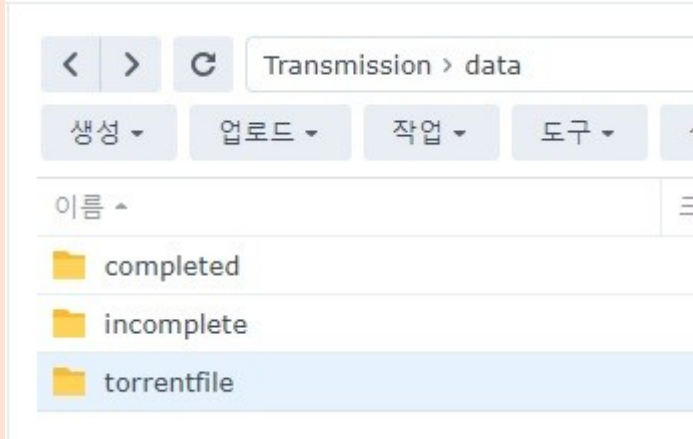 Transmission > data
생성 업로드 작업 도구
이름
completed
incomplete
torrentfile